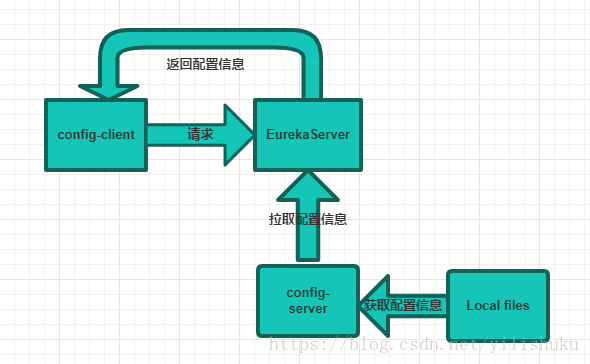 返回配置信息
config-client
请求
EurekaServer
拉取配置信息
config-
server
获取配置信息
Local files
https://blog.csdn.net/yilishuku